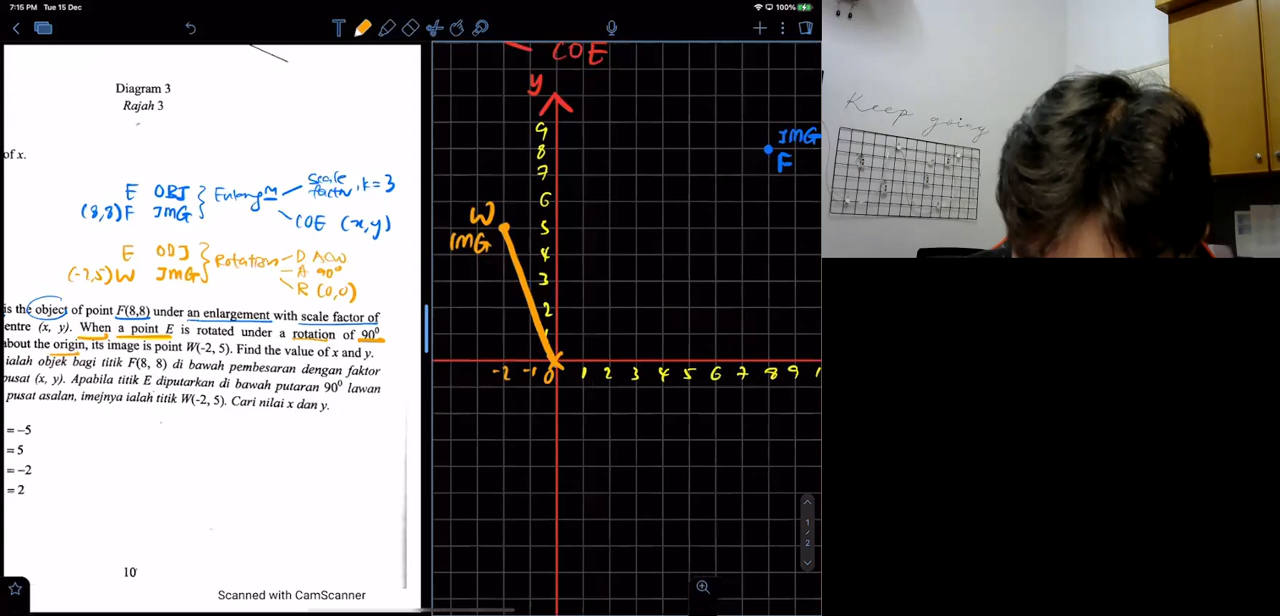 7:15 PM Tue 15 Dec
100%
Diagram 3
Rajah 3
of x.
E OBJ
(8,8) F IMG
Enlargm
scale
factor, k = 3
COE (x,y)
E OBJ
(-2,5) W IMG
Rotation
D ACW
A 90°
R (0,0)
is the object of point F(8,8) under an enlargement with scale factor of
entre (x, y). When a point E is rotated under a rotation of 90⁰
about the origin, its image is point W(-2, 5). Find the value of x and y.
ialah objek bagi titik F(8, 8) di bawah pembesaran dengan faktor
pusat (x, y). Apabila titik E diputarkan di bawah putaran 90⁰ lawan
pusat asalan, imejnya ialah titik W(-2, 5). Cari nilai x dan y.
= −5
= 5
= −2
= 2
10
Scanned with CamScanner
COE
y
9
8
7
6
5
4
3
2
1
W
IMG
IMG
F
-2 -1 0 1 2 3 4 5 6 7 8 9 1
1
/
2
Keep going